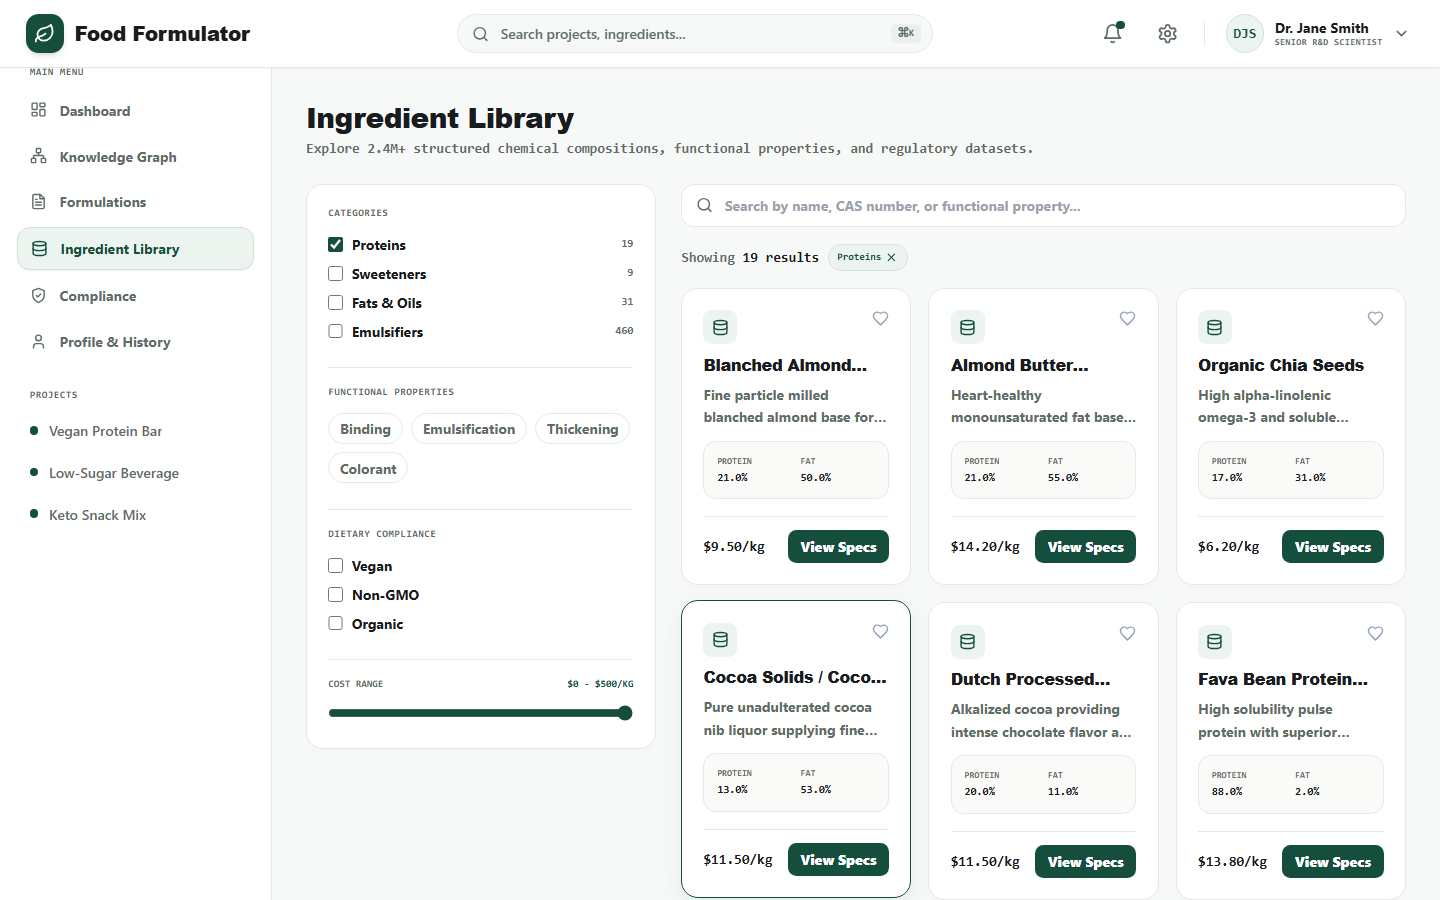 Food Formulator
Search projects, ingredients...
⌘K
DJS
Dr. Jane Smith
SENIOR R&D SCIENTIST
MAIN MENU
Dashboard
Knowledge Graph
Formulations
Ingredient Library
Compliance
Profile & History
PROJECTS
Vegan Protein Bar
Low-Sugar Beverage
Keto Snack Mix
Ingredient Library
Explore 2.4M+ structured chemical compositions, functional properties, and regulatory datasets.
CATEGORIES
Proteins 19
Sweeteners 9
Fats & Oils 31
Emulsifiers 460
FUNCTIONAL PROPERTIES
Binding Emulsification Thickening
Colorant
DIETARY COMPLIANCE
Vegan
Non-GMO
Organic
COST RANGE $0 - $500/KG
Search by name, CAS number, or functional property...
Showing 19 results Proteins
Blanched Almond...
Fine particle milled
blanched almond base for...
PROTEIN FAT
21.0% 50.0%
$9.50/kg View Specs
Almond Butter...
Heart-healthy
monounsaturated fat base...
PROTEIN FAT
21.0% 55.0%
$14.20/kg View Specs
Organic Chia Seeds
High alpha-linolenic
omega-3 and soluble...
PROTEIN FAT
17.0% 31.0%
$6.20/kg View Specs
Cocoa Solids / Coco...
Pure unadulterated cocoa
nib liquor supplying fine...
PROTEIN FAT
13.0% 53.0%
$11.50/kg View Specs
Dutch Processed...
Alkalized cocoa providing
intense chocolate flavor a...
PROTEIN FAT
20.0% 11.0%
$11.50/kg View Specs
Fava Bean Protein...
High solubility pulse
protein with superior...
PROTEIN FAT
88.0% 2.0%
$13.80/kg View Specs